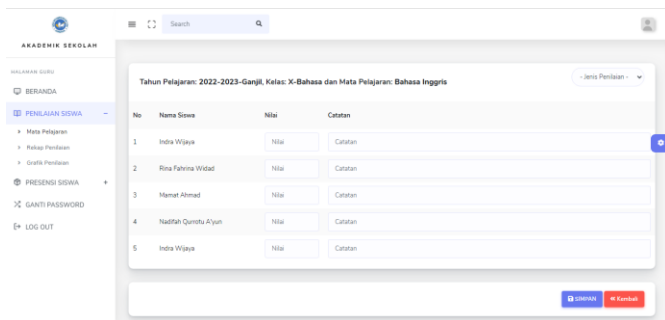 AKADEMIK SEKOLAH
Search
HALAMAN GURU
BERANDA
PENILAIAN SISWA −
Mata Pelajaran
Rekap Penilaian
Grafik Penilaian
PRESENSI SISWA +
GANTI PASSWORD
LOG OUT
Tahun Pelajaran: 2022-2023-Ganjil, Kelas: X-Bahasa dan Mata Pelajaran: Bahasa Inggris
- Jenis Penilaian -
No Nama Siswa Nilai Catatan
1 Indra Wijaya Nilai Catatan
2 Rina Fahrina Widad Nilai Catatan
3 Mamat Ahmad Nilai Catatan
4 Nadifah Qurrotu A'yun Nilai Catatan
5 Indra Wijaya Nilai Catatan
SIMPAN Kembali